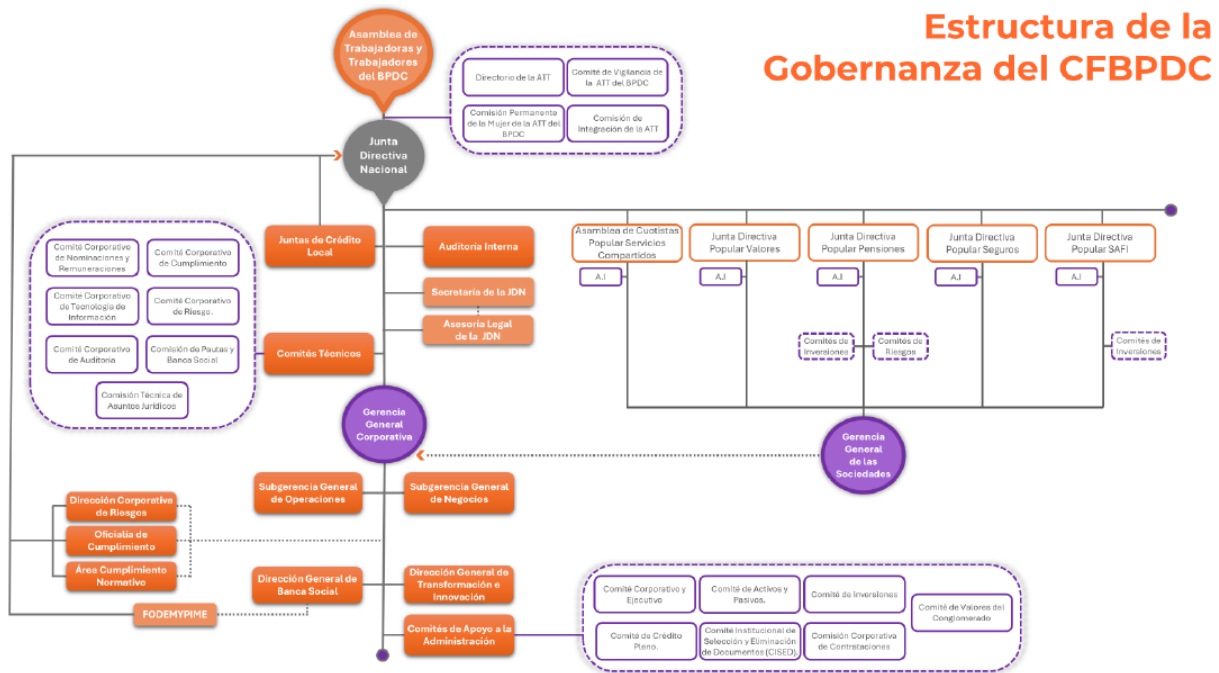 Estructura de la
Gobernanza del CFBPDC
Asamblea de
Trabajadoras y
Trabajadores
del BPDC
Directorio de la ATT
Comité de Vigilancia de
la ATT del BPDC
Comisión Permanente
de la Mujer de la ATT del
BPDC
Comisión de
Integración de la ATT
Junta
Directiva
Nacional
Juntas de Crédito
Local
Auditoría Interna
Secretaría de la JDN
Asesoría Legal
de la JDN
Comités Técnicos
Comité Corporativo
de Nominaciones y
Remuneraciones
Comité Corporativo
de Cumplimiento
Comité Corporativo
de Tecnología de
Información
Comité Corporativo
de Riesgo.
Comité Corporativo
de Auditoría
Comisión de Pautas y
Banca Social
Comisión Técnica de
Asuntos Jurídicos
Asamblea de Cuotistas
Popular Servicios
Compartidos
Junta Directiva
Popular Valores
Junta Directiva
Popular Pensiones
Junta Directiva
Popular Seguros
Junta Directiva
Popular SAFI
A.I
A.I
A.I
A.I
A.I
Comités de
Inversiones
Comités de
Riesgos
Comités de
Inversiones
Gerencia
General
Corporativa
Gerencia
General
de las
Sociedades
Subgerencia General
de Operaciones
Subgerencia General
de Negocios
Dirección Corporativa
de Riesgos
Oficialía de
Cumplimiento
Área Cumplimiento
Normativo
Dirección General de
Banca Social
Dirección General de
Transformación e
Innovación
FODEMYPIME
Comités de Apoyo a la
Administración
Comité Corporativo y
Ejecutivo
Comité de Activos y
Pasivos.
Comité de Inversiones
Comité de Valores del
Conglomerado
Comité de Crédito
Pleno.
Comité Institucional de
Selección y Eliminación
de Documentos (CISED).
Comisión Corporativa
de Contrataciones